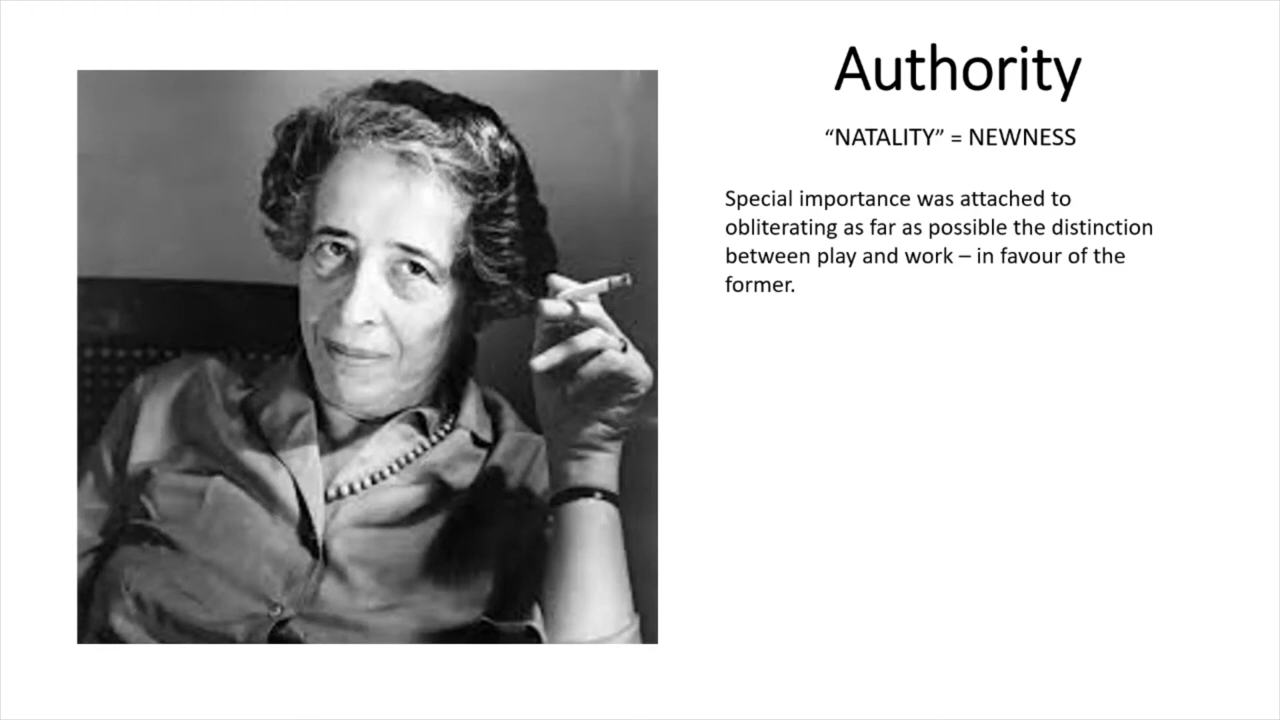 Authority
“NATALITY” = NEWNESS
Special importance was attached to
obliterating as far as possible the distinction
between play and work – in favour of the
former.